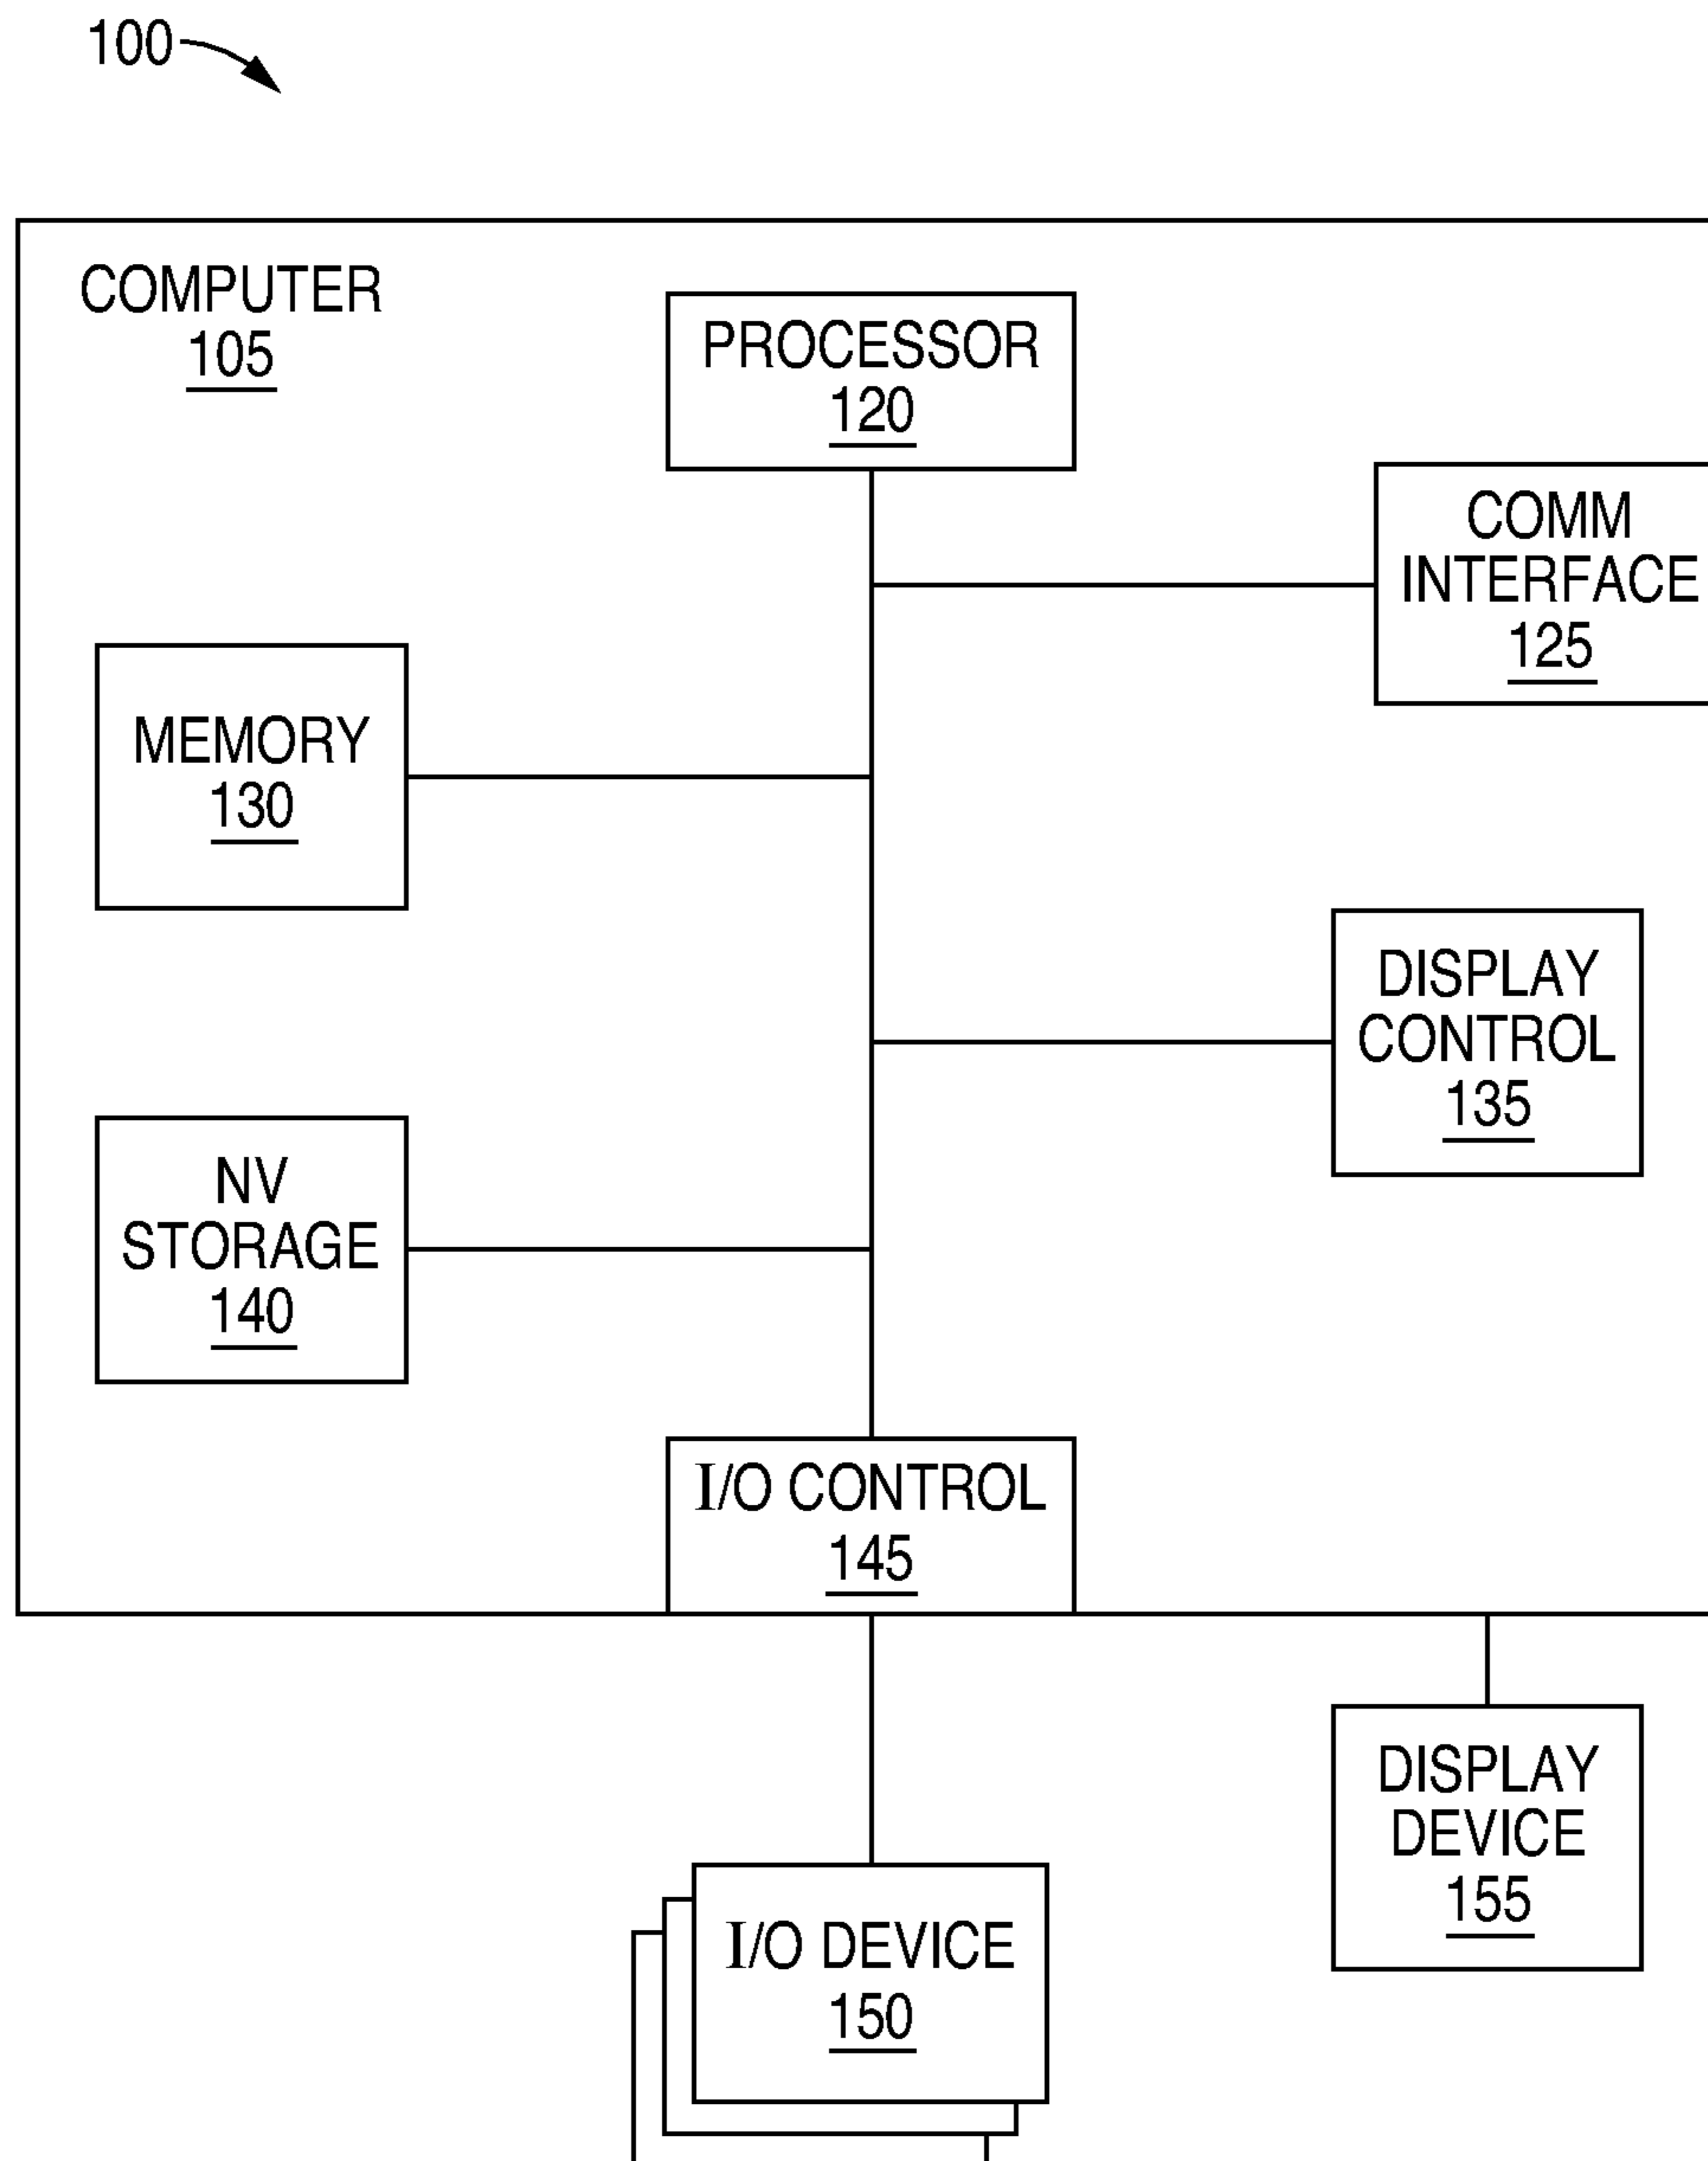 100
COMPUTER
105
PROCESSOR
120
COMM
INTERFACE
125
MEMORY
130
DISPLAY
CONTROL
135
NV
STORAGE
140
I/O CONTROL
145
DISPLAY
DEVICE
155
I/O DEVICE
150